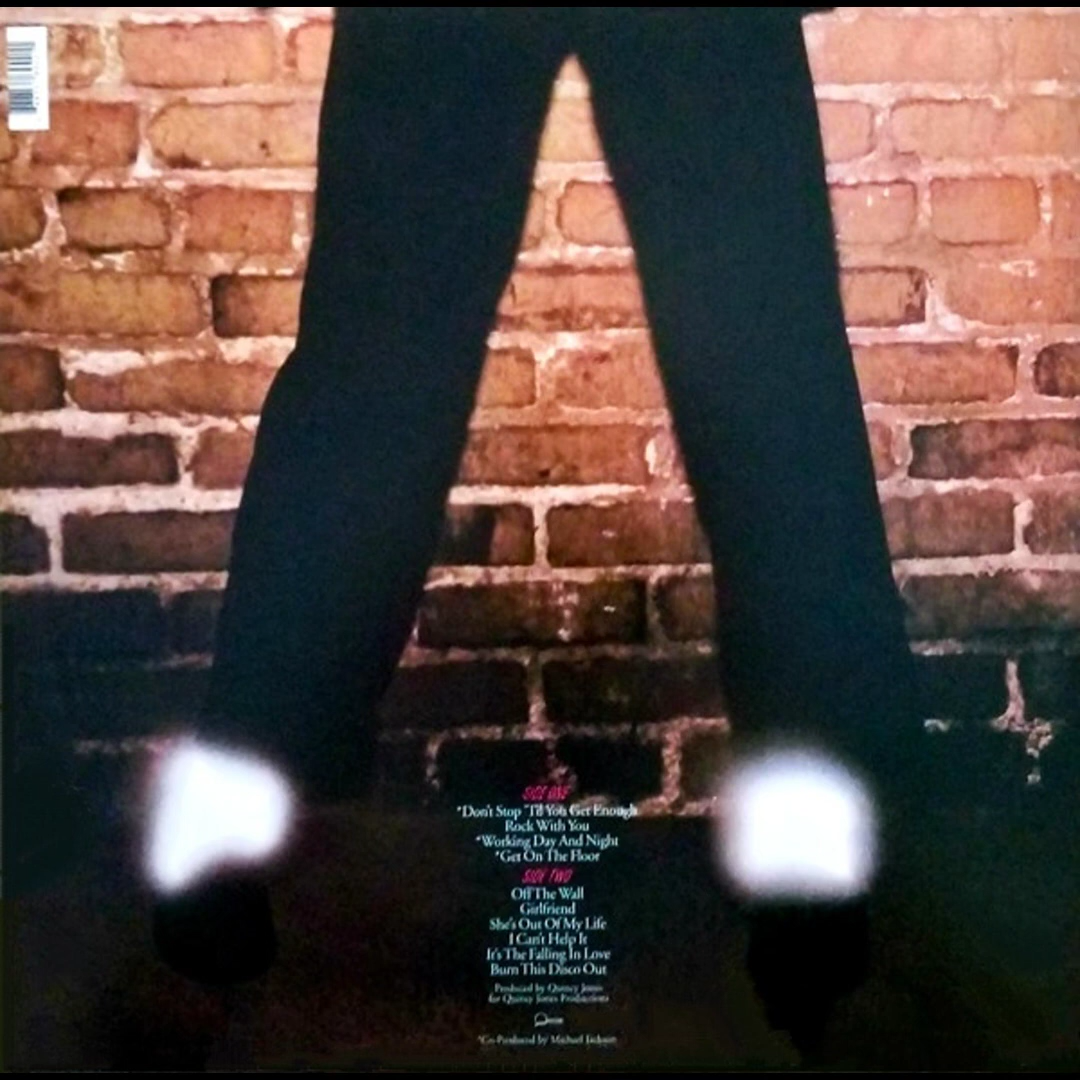 SIDE ONE
*Don't Stop 'Til You Get Enough
Rock With You
*Working Day And Night
*Get On The Floor
SIDE TWO
Off The Wall
Girlfriend
She's Out Of My Life
I Can't Help It
It's The Falling In Love
Burn This Disco Out
Produced by Quincy Jones
for Quincy Jones Productions
*Co-Produced by Michael Jackson